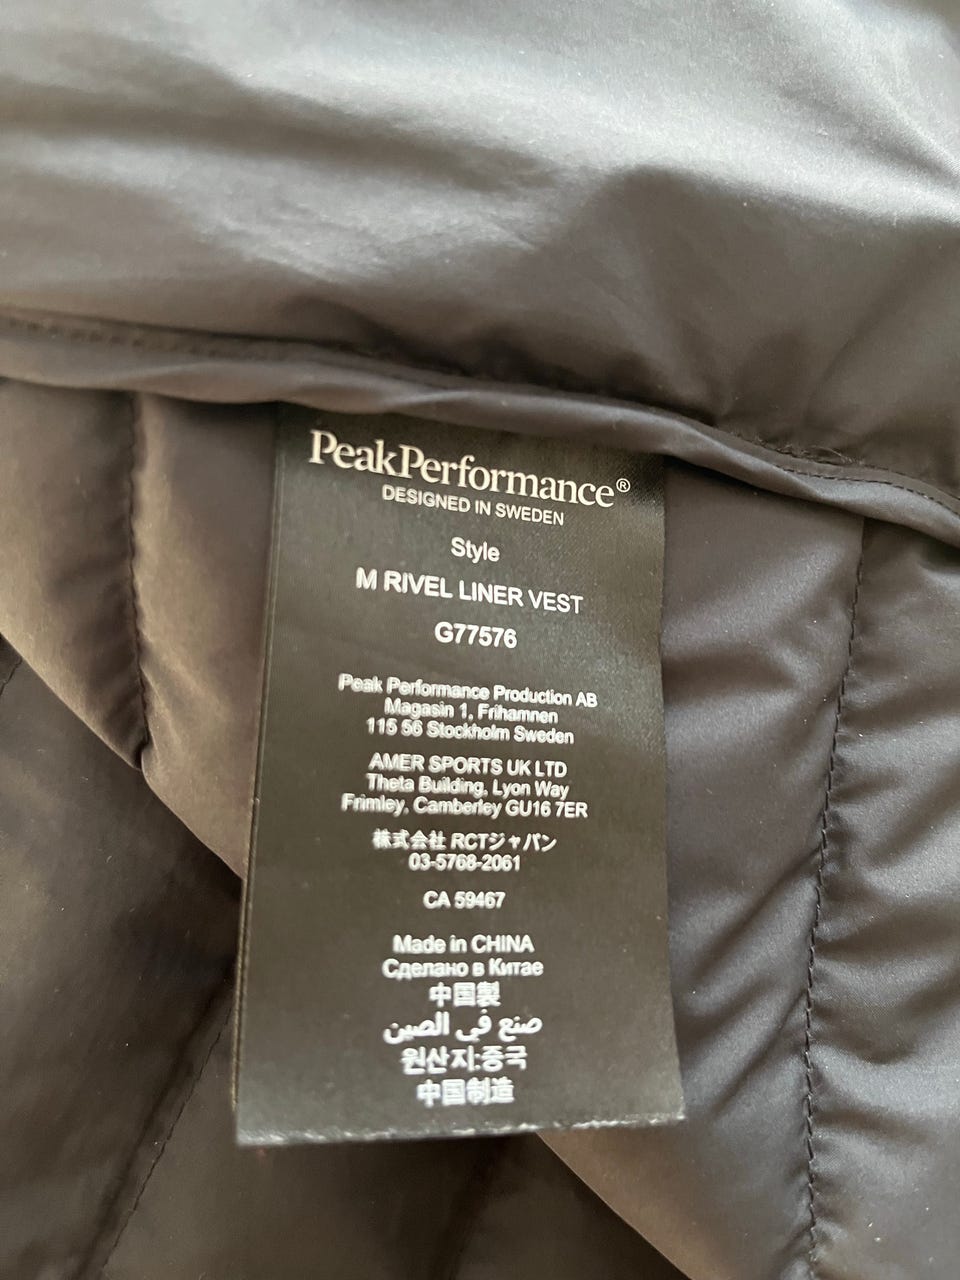 PeakPerformance®
DESIGNED IN SWEDEN
Style
M RIVEL LINER VEST
G77576
Peak Performance Production AB
Magasin 1, Frihamnen
115 56 Stockholm Sweden
AMER SPORTS UK LTD
Theta Building, Lyon Way
Frimley, Camberley GU16 7ER
株式会社 RCTジャパン
03-5768-2061
CA 59467
Made in CHINA
Сделано в Китае
中国製
صنع في الصين
원산지:중국
中国制造